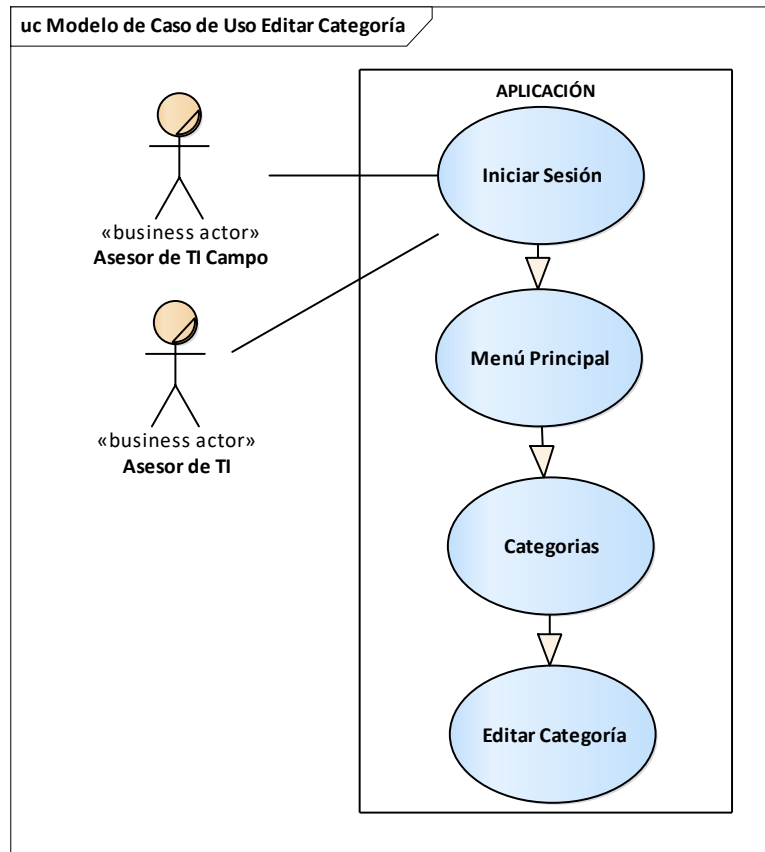 uc Modelo de Caso de Uso Editar Categoría
APLICACIÓN
Iniciar Sesión
«business actor»
Asesor de TI Campo
Menú Principal
«business actor»
Asesor de TI
Categorias
Editar Categoría